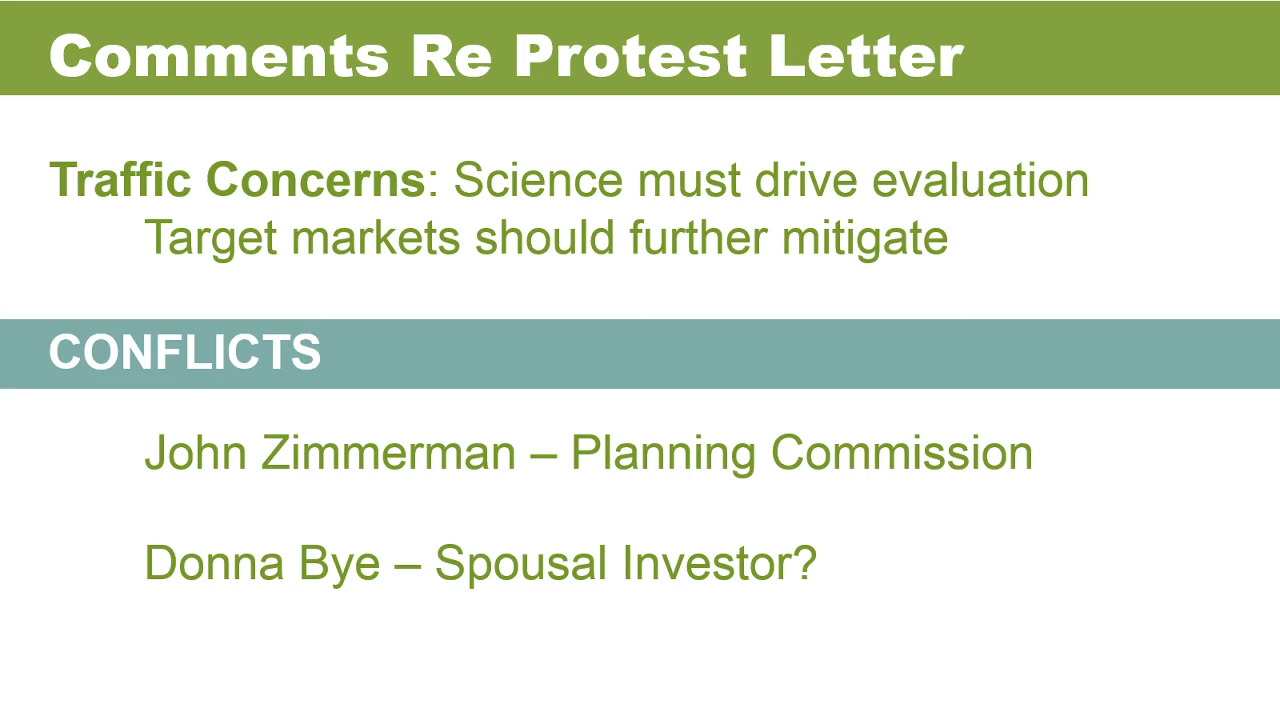 Comments Re Protest Letter
Traffic Concerns: Science must drive evaluation
Target markets should further mitigate
CONFLICTS
John Zimmerman – Planning Commission
Donna Bye – Spousal Investor?